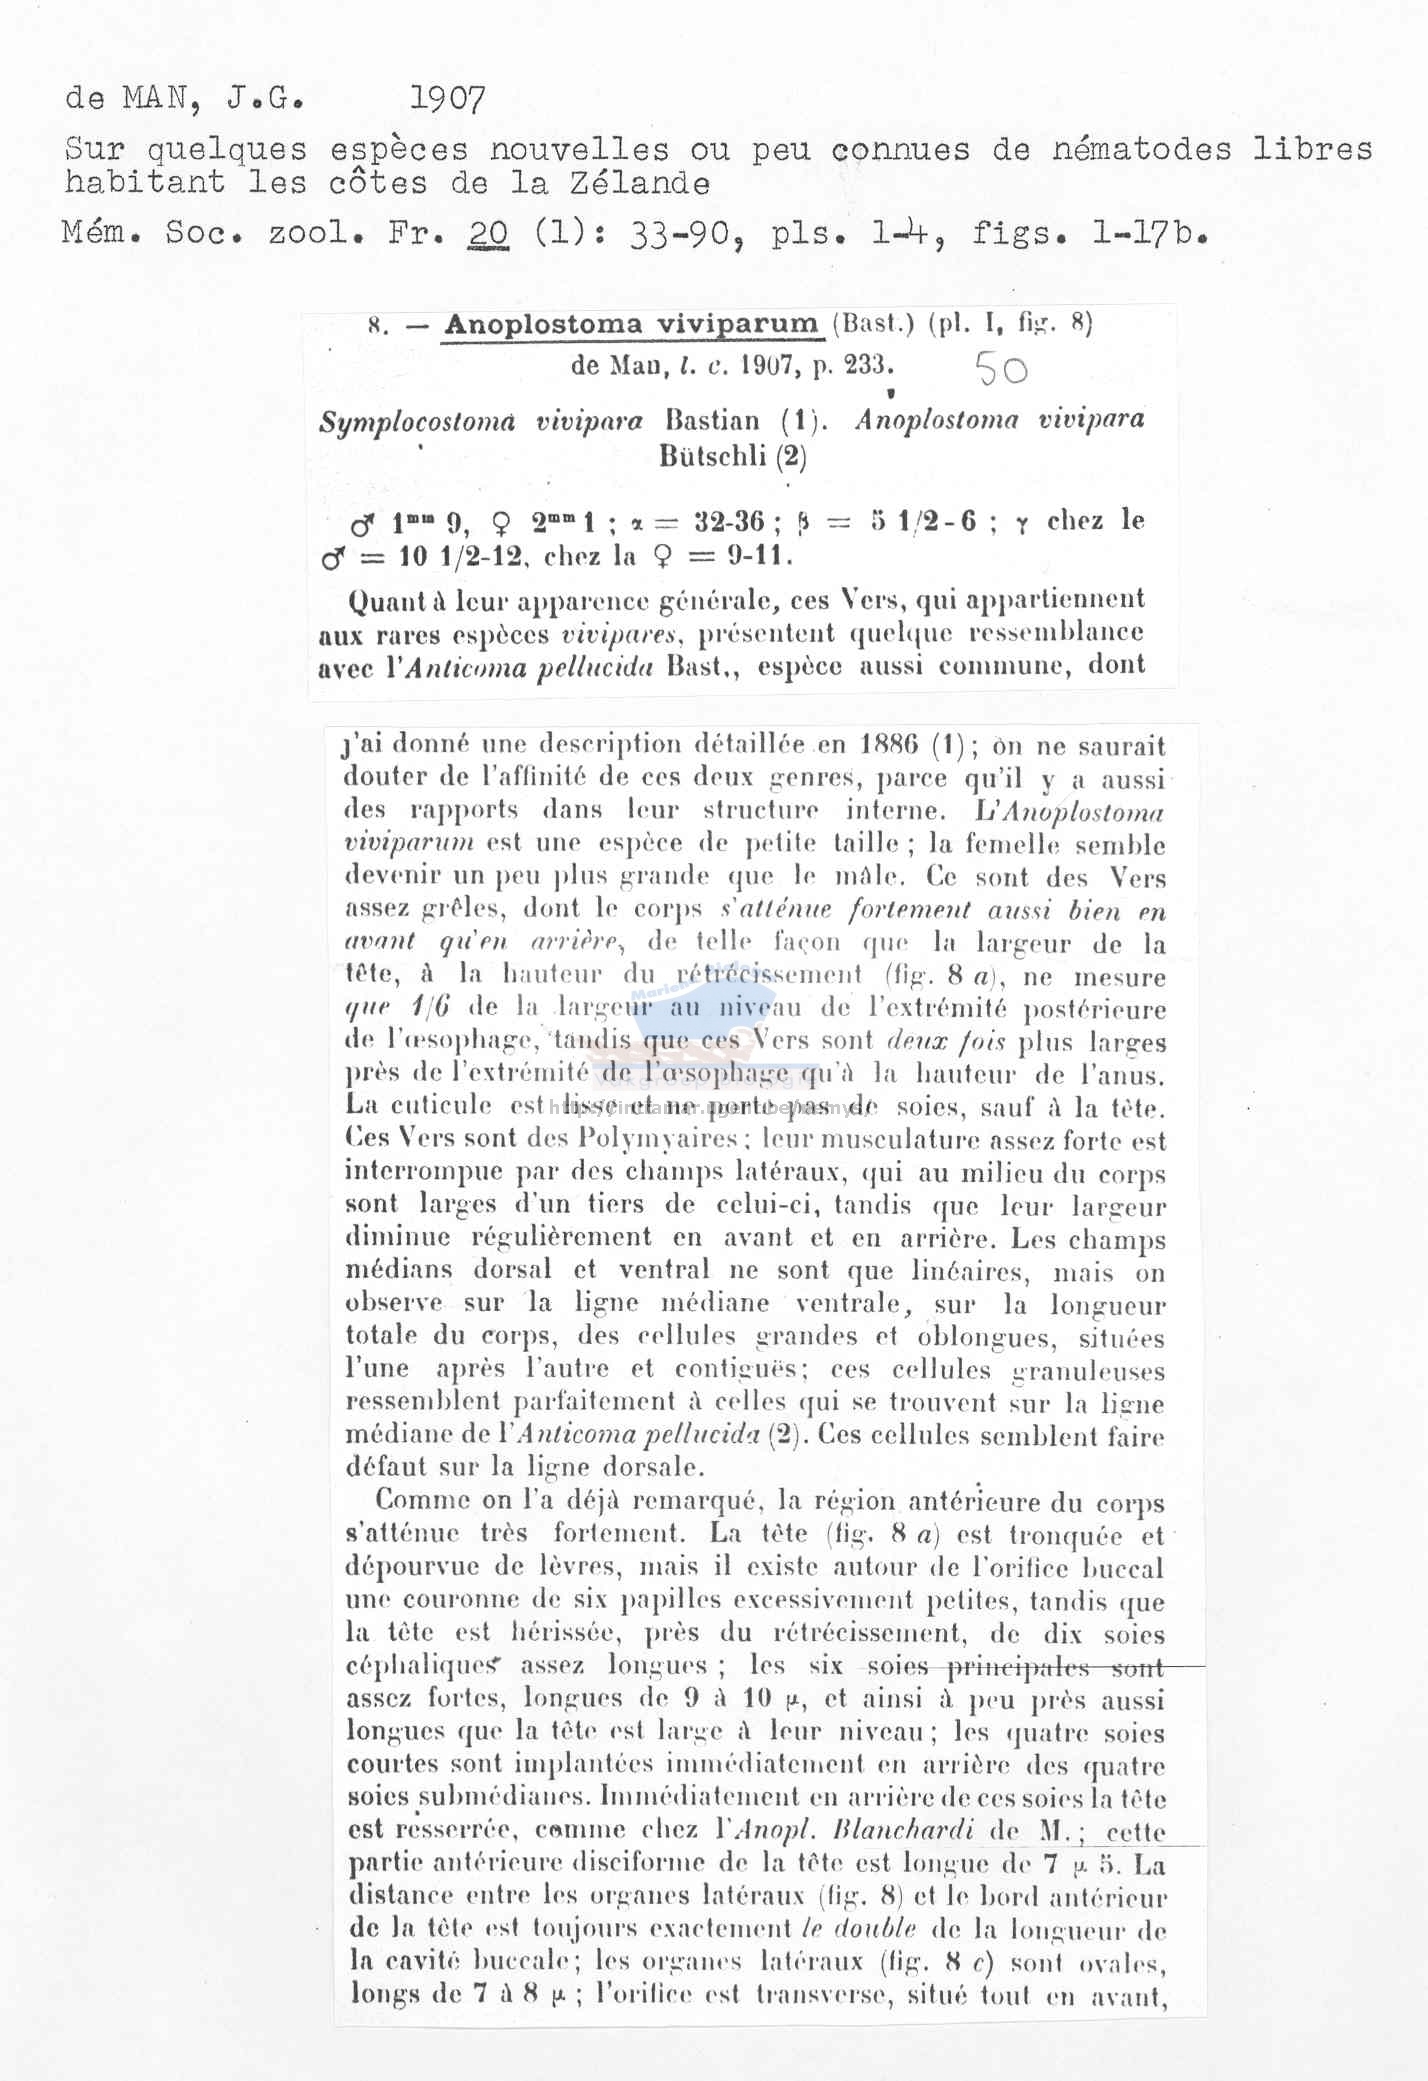 de MAN, J.G. 1907
Sur quelques espèces nouvelles ou peu connues de nématodes libres
habitant les côtes de la Zélande
Mém. Soc. zool. Fr. 20 (1): 33-90, pls. 1-4, figs. 1-17b.
8. — Anoplostoma viviparum (Bast.) (pl. I, fig. 8)
de Man, l. c. 1907, p. 233. 50
Symplocostoma vivipara Bastian (1). Anoplostoma vivipara
Bütschli (2)
♂ 1mm 9, ♀ 2mm 1 ; α = 32-36 ; β = 5 1/2-6 ; γ chez le
♂ = 10 1/2-12, chez la ♀ = 9-11.
Quant à leur apparence générale, ces Vers, qui appartiennent
aux rares espèces vivipares, présentent quelque ressemblance
avec l'Anticoma pellucida Bast., espèce aussi commune, dont
j'ai donné une description détaillée en 1886 (1) ; on ne saurait
douter de l'affinité de ces deux genres, parce qu'il y a aussi
des rapports dans leur structure interne. L'Anoplostoma
viviparum est une espèce de petite taille ; la femelle semble
devenir un peu plus grande que le mâle. Ce sont des Vers
assez grêles, dont le corps s'atténue fortement aussi bien en
avant qu'en arrière, de telle façon que la largeur de la
tête, à la hauteur du rétrécissement (fig. 8 a), ne mesure
que 1/6 de la largeur au niveau de l'extrémité postérieure
de l'œsophage, tandis que ces Vers sont deux fois plus larges
près de l'extrémité de l'œsophage qu'à la hauteur de l'anus.
La cuticule est lisse et ne porte pas de soies, sauf à la tête.
Ces Vers sont des Polymyaires ; leur musculature assez forte est
interrompue par des champs latéraux, qui au milieu du corps
sont larges d'un tiers de celui-ci, tandis que leur largeur
diminue régulièrement en avant et en arrière. Les champs
médians dorsal et ventral ne sont que linéaires, mais on
observe sur la ligne médiane ventrale, sur la longueur
totale du corps, des cellules grandes et oblongues, situées
l'une après l'autre et contiguës; ces cellules granuleuses
ressemblent parfaitement à celles qui se trouvent sur la ligne
médiane de l'Anticoma pellucida (2). Ces cellules semblent faire
défaut sur la ligne dorsale.
Comme on l'a déjà remarqué, la région antérieure du corps
s'atténue très fortement. La tête (fig. 8 a) est tronquée et
dépourvue de lèvres, mais il existe autour de l'orifice buccal
une couronne de six papilles excessivement petites, tandis que
la tête est hérissée, près du rétrécissement, de dix soies
céphaliques assez longues ; les six soies principales sont
assez fortes, longues de 9 à 10 μ, et ainsi à peu près aussi
longues que la tête est large à leur niveau ; les quatre soies
courtes sont implantées immédiatement en arrière des quatre
soies submédianes. Immédiatement en arrière de ces soies la tête
est resserrée, comme chez l'Anopl. Blanchardi de M. ; cette
partie antérieure disciforme de la tête est longue de 7 μ 5. La
distance entre les organes latéraux (fig. 8) et le bord antérieur
de la tête est toujours exactement le double de la longueur de
la cavité buccale ; les organes latéraux (fig. 8 c) sont ovales,
longs de 7 à 8 μ ; l'orifice est transverse, situé tout en avant,